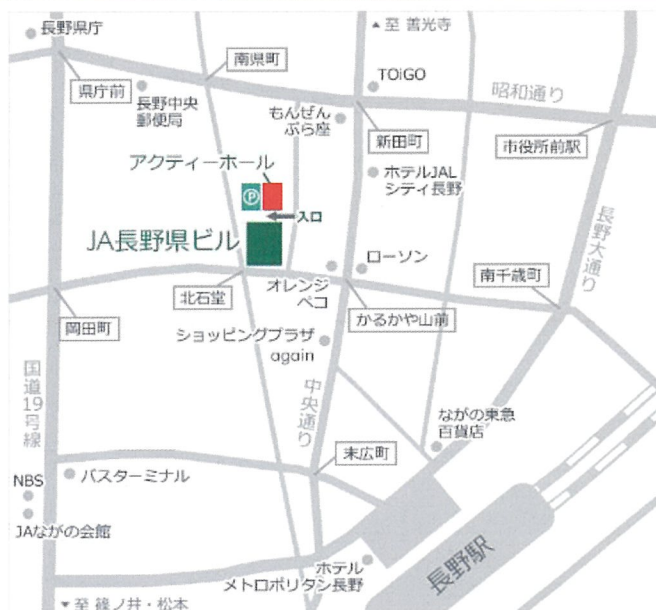 長野県庁
▲至 善光寺
南県町
TOiGO
県庁前
長野中央
郵便局
昭和通り
もんぜん
ぷら座
新田町
市役所前駅
アクティーホール
ホテルJAL
シティ長野
P
入口
JA長野県ビル
長野大通り
ローソン
南千歳町
北石堂
オレンジ
ペコ
かるかや山前
岡田町
ショッピングプラザ
again
国道19号線
中央通り
ながの東急
百貨店
末広町
バスターミナル
NBS
JAながの会館
長野駅
ホテル
メトロポリタン長野
▼至 篠ノ井・松本